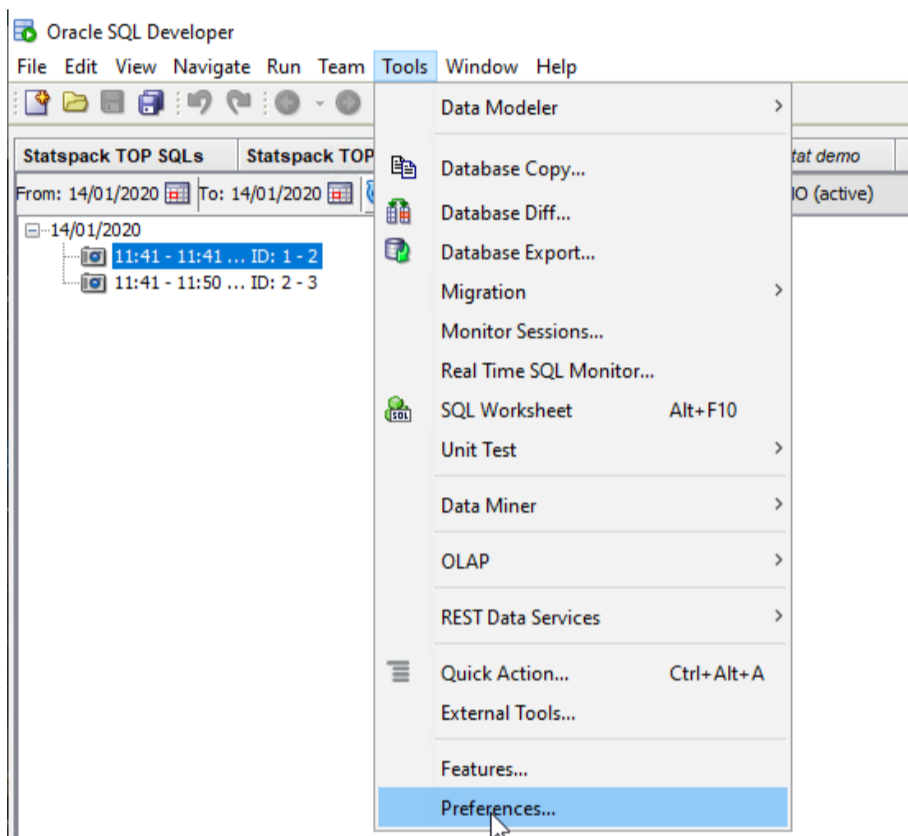 Oracle SQL Developer
File Edit View Navigate Run Team Tools Window Help
Statspack TOP SQLs Statspack TOP tat demo
From: 14/01/2020 To: 14/01/2020 IO (active)
14/01/2020
11:41 - 11:41 ... ID: 1 - 2
11:41 - 11:50 ... ID: 2 - 3
Data Modeler
Database Copy...
Database Diff...
Database Export...
Migration
Monitor Sessions...
Real Time SQL Monitor...
SQL Worksheet Alt+F10
Unit Test
Data Miner
OLAP
REST Data Services
Quick Action... Ctrl+Alt+A
External Tools...
Features...
Preferences...